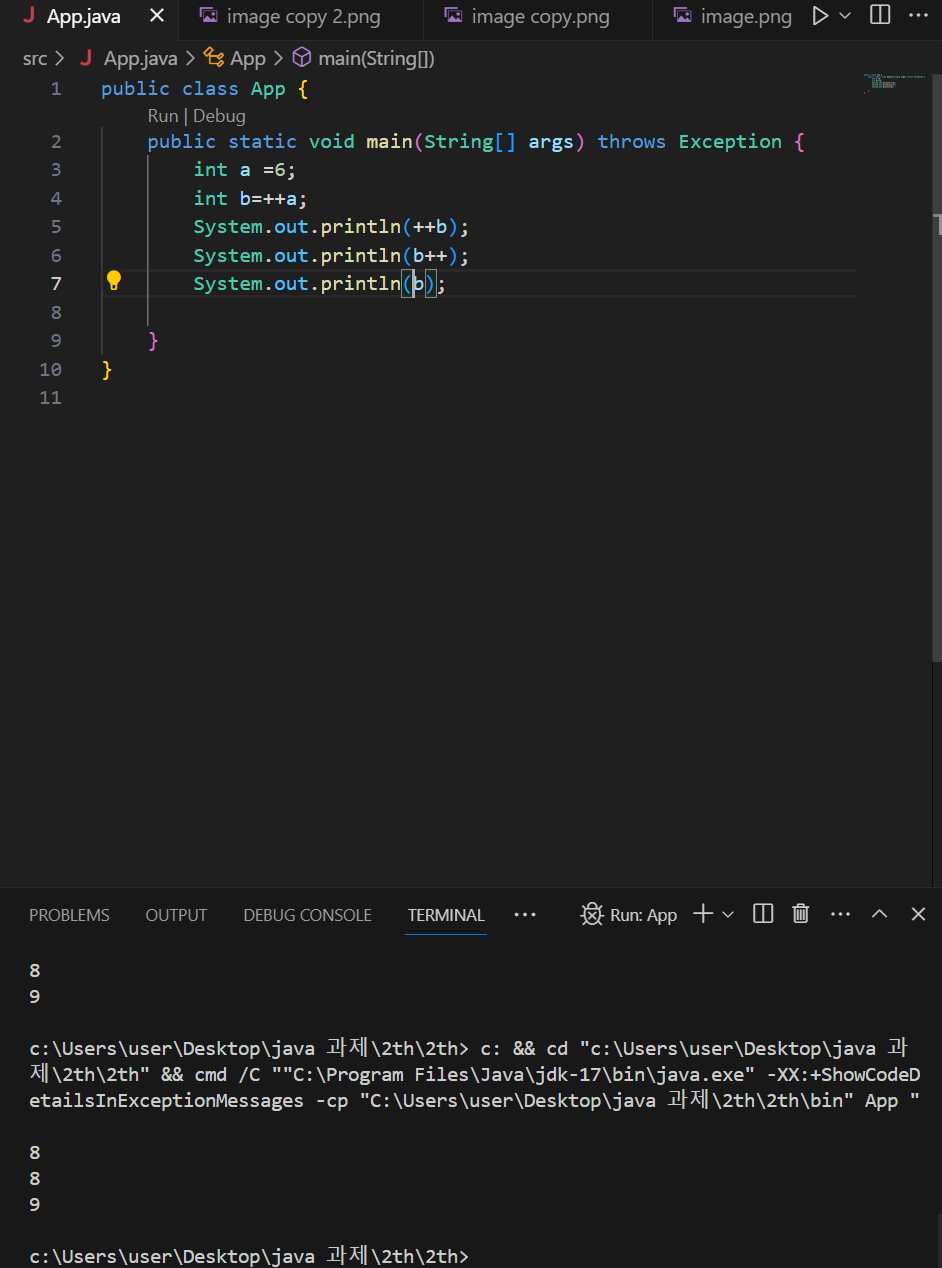 App.java
image copy 2.png
image copy.png
image.png
src > App.java > App > main(String[])
1 public class App {
Run | Debug
2 public static void main(String[] args) throws Exception {
3 int a =6;
4 int b=++a;
5 System.out.println(++b);
6 System.out.println(b++);
7 System.out.println(b);
8
9 }
10 }
11
PROBLEMS OUTPUT DEBUG CONSOLE TERMINAL ··· Run: App
8
9
c:\Users\user\Desktop\java 과제\2th\2th> c: && cd "c:\Users\user\Desktop\java 과
제\2th\2th" && cmd /C ""C:\Program Files\Java\jdk-17\bin\java.exe" -XX:+ShowCodeD
etailsInExceptionMessages -cp "C:\Users\user\Desktop\java 과제\2th\2th\bin" App "
8
8
9
c:\Users\user\Desktop\java 과제\2th\2th>